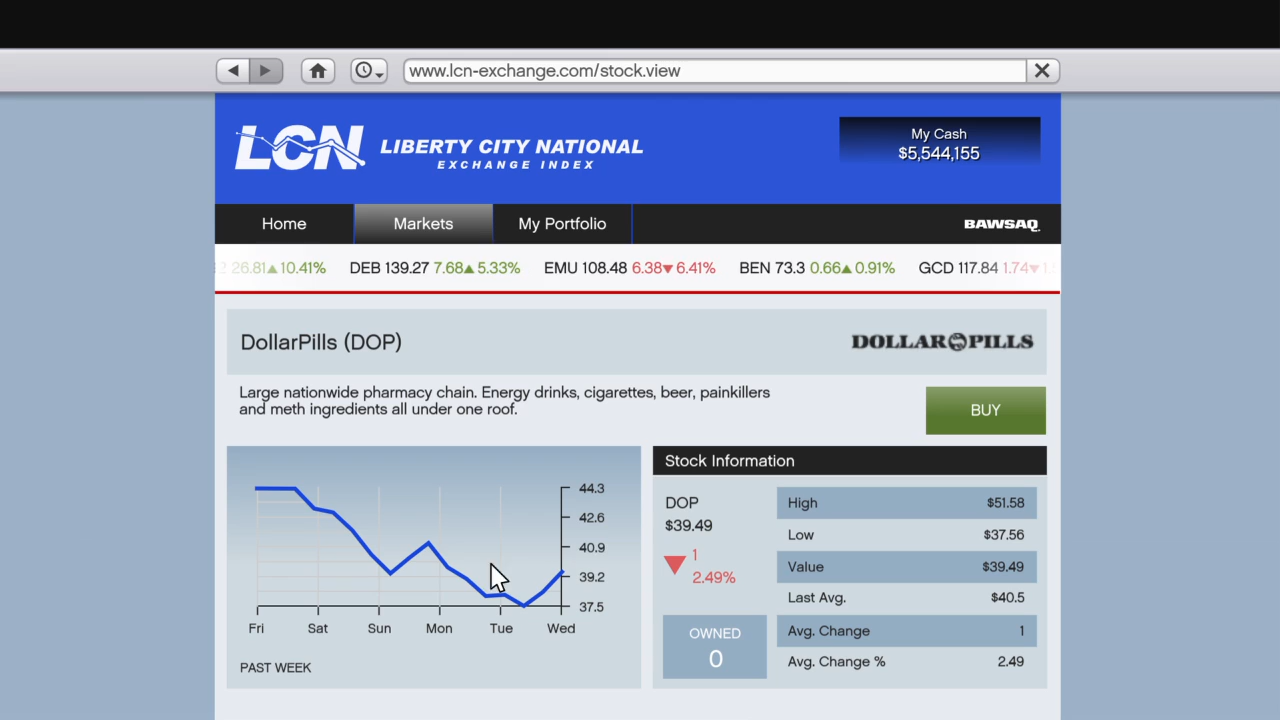 www.lcn-exchange.com/stock.view
LCN LIBERTY CITY NATIONAL
EXCHANGE INDEX
My Cash
$5,544,155
Home Markets My Portfolio BAWSAQ
26.81▲10.41% DEB 139.27 7.68▲5.33% EMU 108.48 6.38▼6.41% BEN 73.3 0.66▲0.91% GCD 117.84 1.74▼
DollarPills (DOP) DOLLAR PILLS
Large nationwide pharmacy chain. Energy drinks, cigarettes, beer, painkillers
and meth ingredients all under one roof.
BUY
44.3
42.6
40.9
39.2
37.5
Fri Sat Sun Mon Tue Wed
PAST WEEK
Stock Information
DOP
$39.49
1
2.49%
OWNED
0
High $51.58
Low $37.56
Value $39.49
Last Avg. $40.5
Avg. Change 1
Avg. Change % 2.49